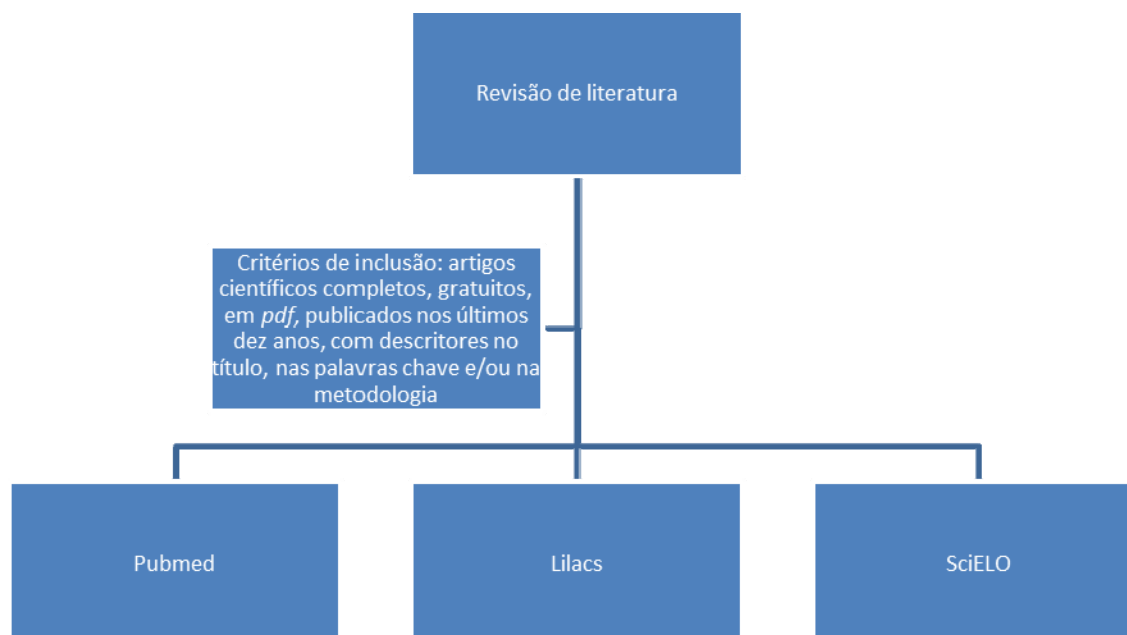 Revisão de literatura
Critérios de inclusão: artigos
científicos completos, gratuitos,
em pdf, publicados nos últimos
dez anos, com descritores no
título, nas palavras chave e/ou na
metodologia
Pubmed
Lilacs
SciELO